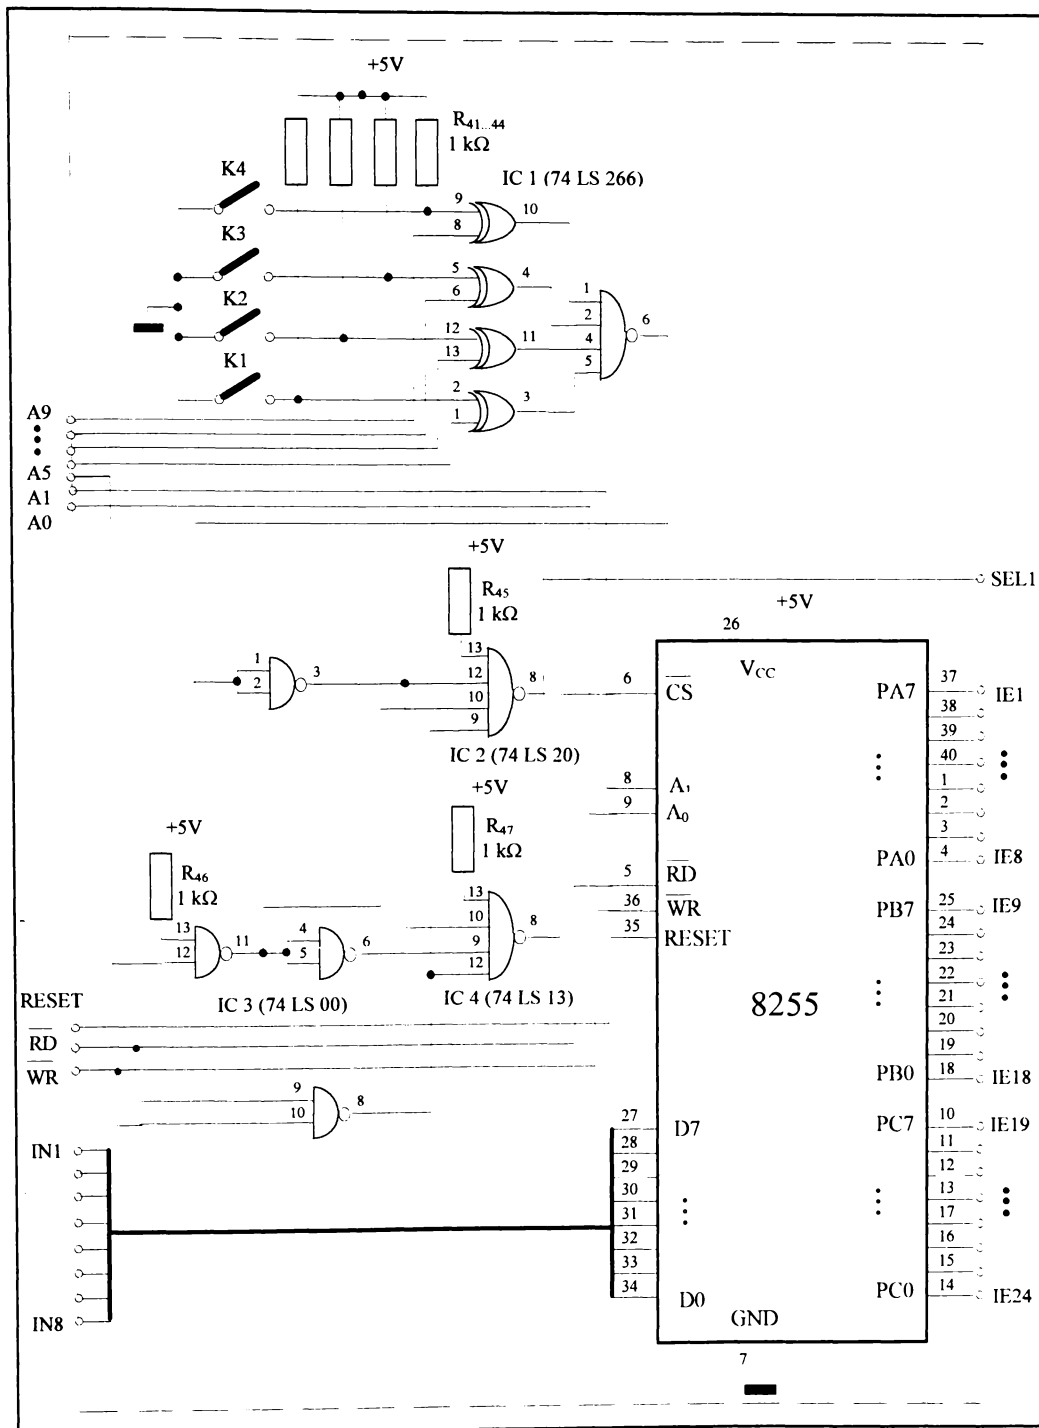 +5V
R41...44
1 kΩ
IC 1 (74 LS 266)
K4
9
10
8
K3
5
4
6
K2
1
2
12
11
4
6
13
5
K1
2
3
1
A9
A5
A1
A0
+5V
R45
1 kΩ
SEL1
+5V
26
13
1
3
12
8
2
10
9
IC 2 (74 LS 20)
6
CS
VCC
PA7
37
IE1
38
39
40
1
2
3
PA0
4
IE8
8
A1
9
A0
5
RD
36
WR
35
RESET
+5V
R47
1 kΩ
+5V
R46
1 kΩ
13
10
8
9
12
13
11
4
6
12
5
IC 3 (74 LS 00)
IC 4 (74 LS 13)
PB7
25
IE9
24
23
22
21
20
19
PB0
18
IE18
8255
RESET
RD
WR
9
8
10
27
D7
28
29
30
31
32
33
34
D0
PC7
10
IE19
11
12
13
17
16
15
PC0
14
IE24
GND
7
IN1
IN8